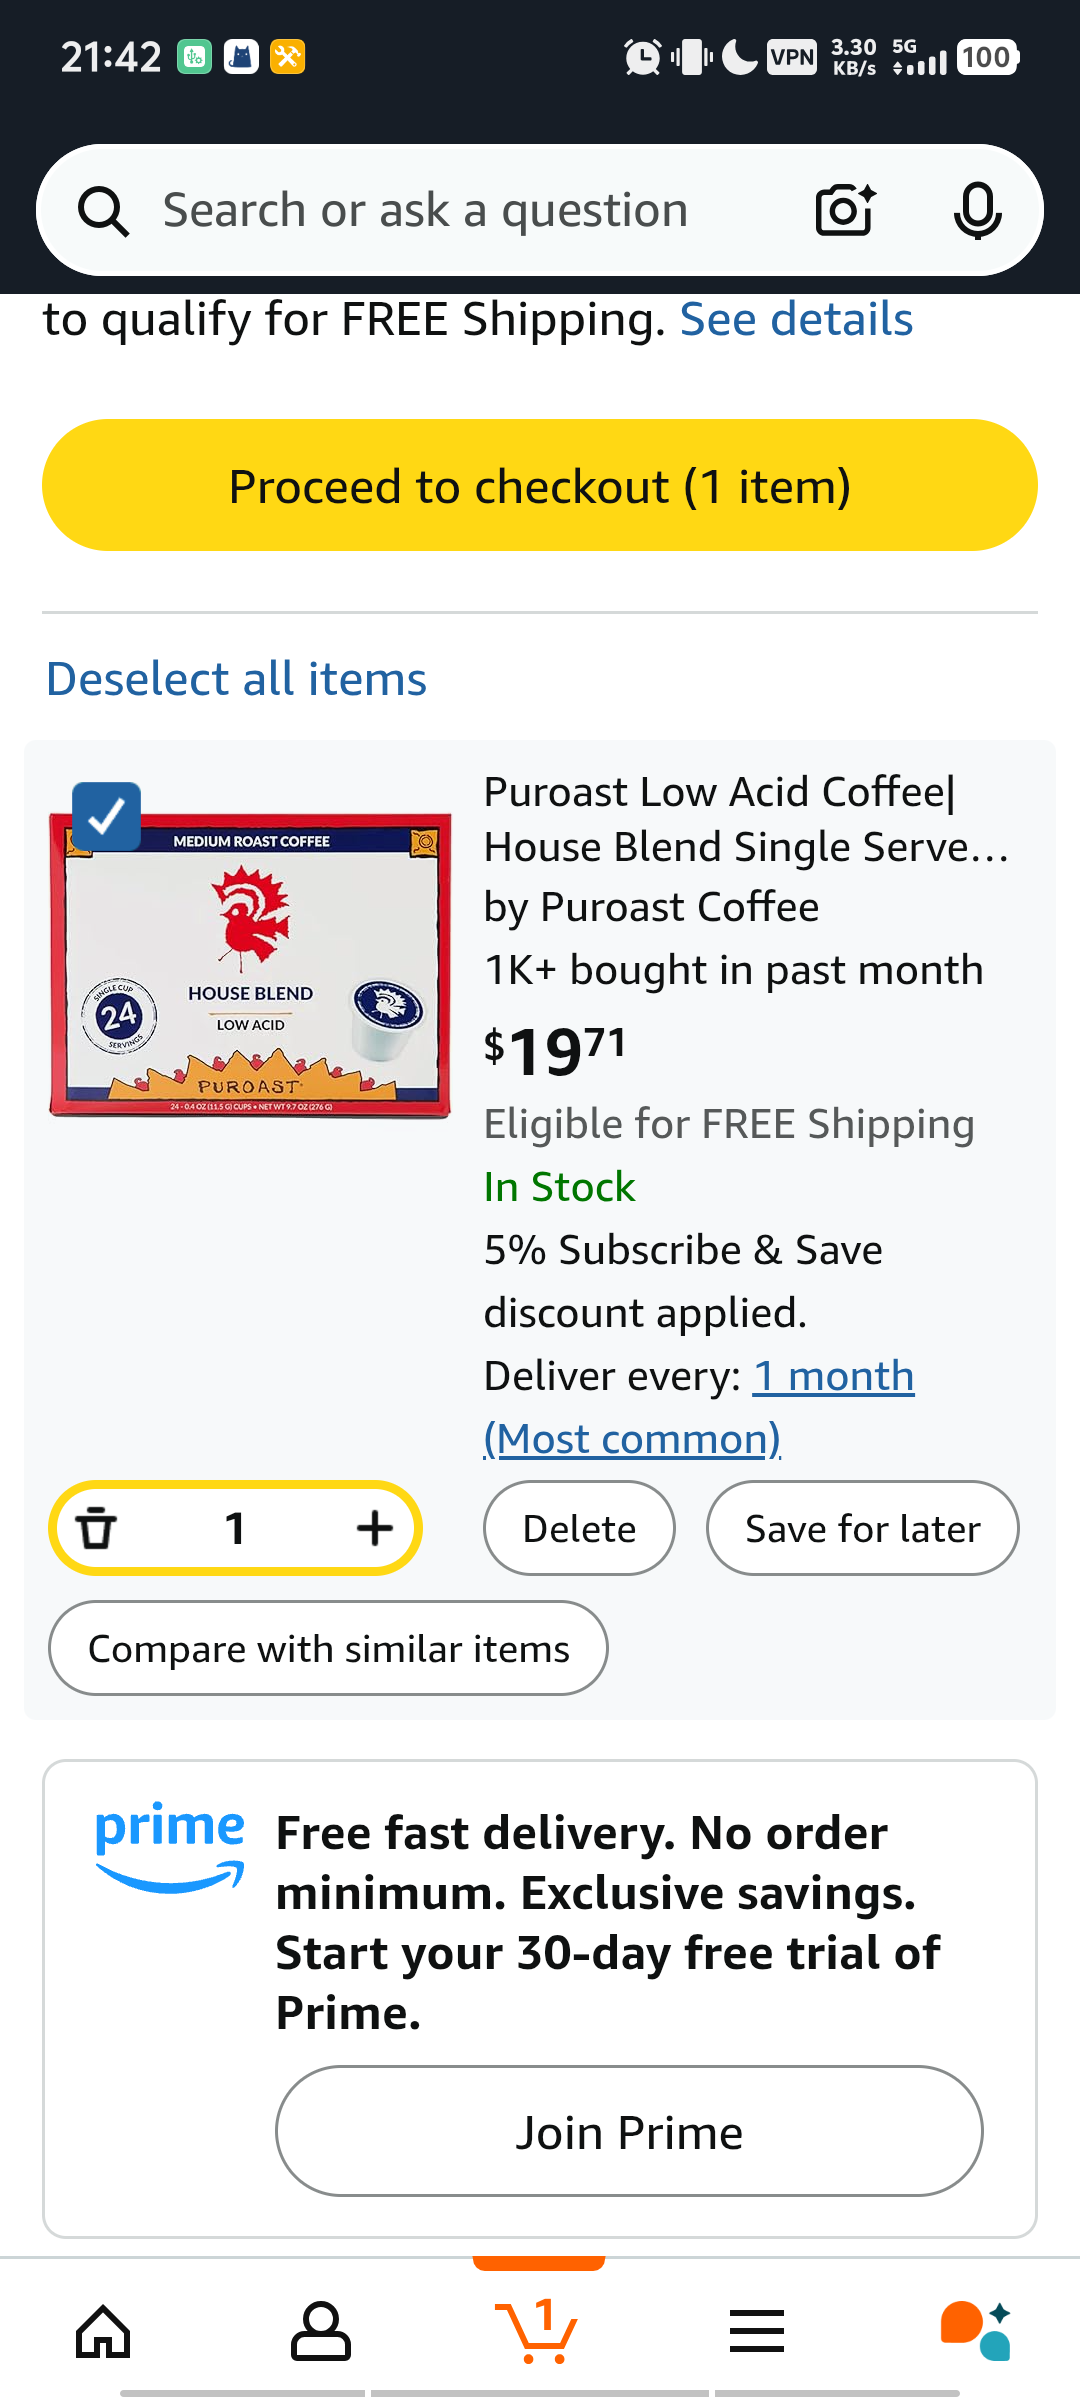 21:42
VPN
3.30
KB/s
5G
100
Search or ask a question
to qualify for FREE Shipping. See details
Proceed to checkout (1 item)
Deselect all items
MEDIUM ROAST COFFEE
HOUSE BLEND
LOW ACID
SINGLE CUP
24
SERVINGS
PUROAST
24 - 0.4 OZ (11.5 G) CUPS • NET WT 9.7 OZ (276 G)
Puroast Low Acid Coffee|
House Blend Single Serve...
by Puroast Coffee
1K+ bought in past month
$1971
Eligible for FREE Shipping
In Stock
5% Subscribe & Save
discount applied.
Deliver every: 1 month
(Most common)
1
Delete
Save for later
Compare with similar items
prime
Free fast delivery. No order
minimum. Exclusive savings.
Start your 30-day free trial of
Prime.
Join Prime
1